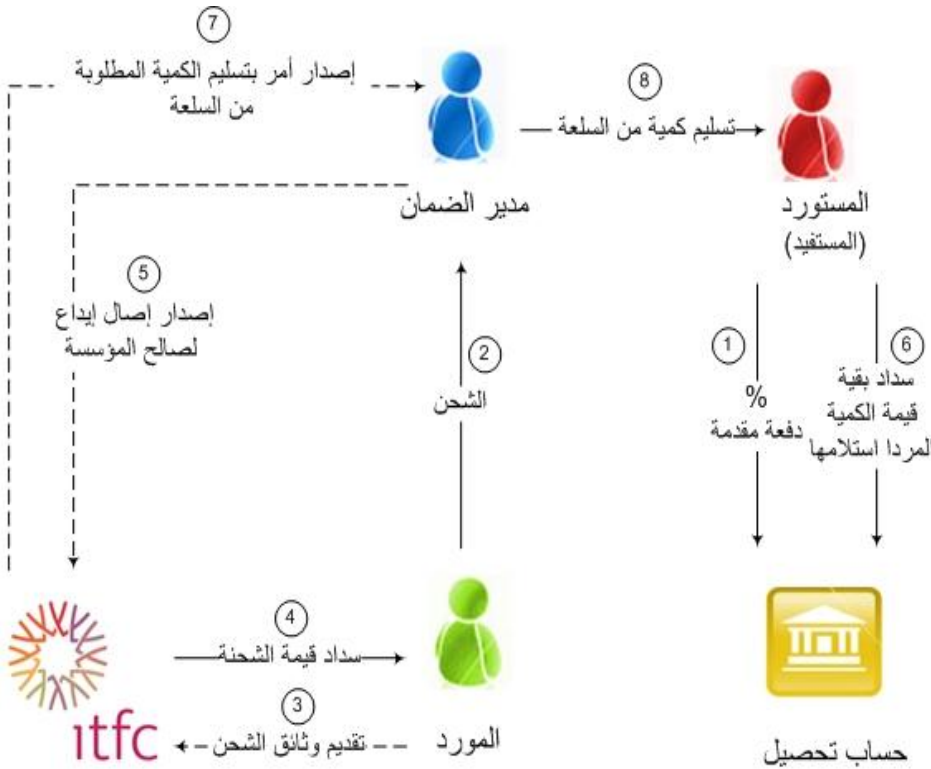 7
إصدار أمر بتسليم الكمية المطلوبة
من السلعة
8
تسليم كمية من السلعة
مدير الضمان
المستورد
(المستفيد)
5
إصدار إصال إيداع
لصالح المؤسسة
2
الشحن
1
%
دفعة مقدمة
6
سداد بقية
قيمة الكمية
المردا استلامها
4
سداد قيمة الشحنة
3
تقديم وثائق الشحن
itfc
المورد
حساب تحصيل